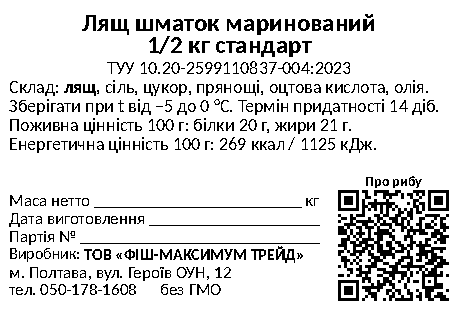 Лящ шматок маринований
1/2 кг стандарт
ТУУ 10.20-2599110837-004:2023
Склад: лящ, сіль, цукор, прянощі, оцтова кислота, олія.
Зберігати при t від –5 до 0 °С. Термін придатності 14 діб.
Поживна цінність 100 г: білки 20 г, жири 21 г.
Енергетична цінність 100 г: 269 ккал / 1125 кДж.
Про рибу
Маса нетто ________________________ кг
Дата виготовлення ____________________
Партія № ____________________________
Виробник: ТОВ «ФІШ-МАКСИМУМ ТРЕЙД»
м. Полтава, вул. Героїв ОУН, 12
тел. 050-178-1608 без ГМО